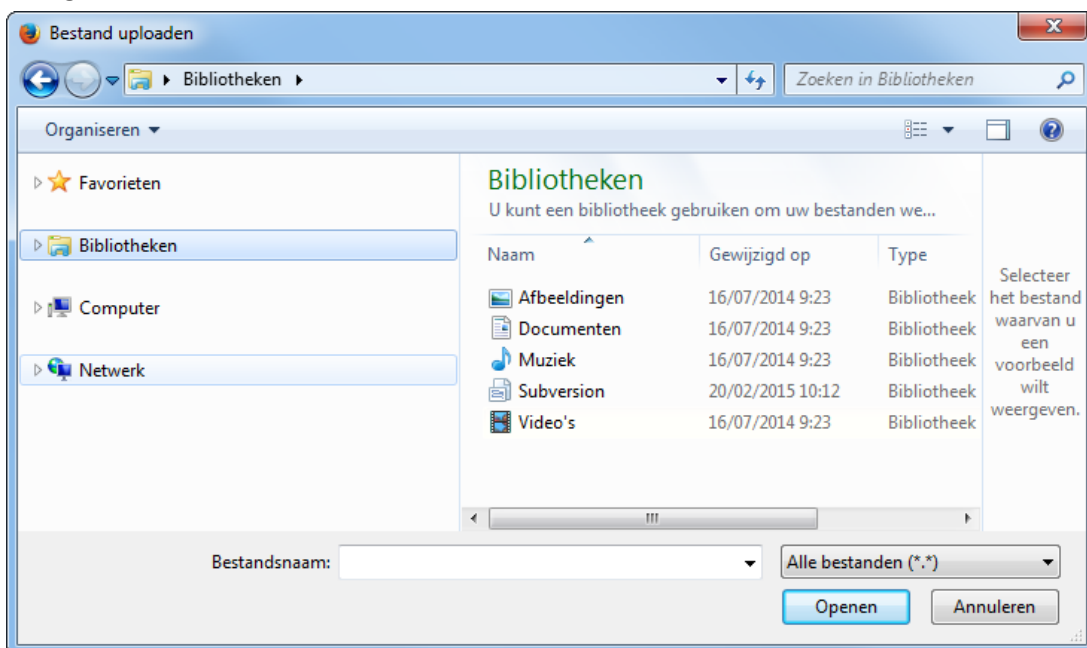 Bestand uploaden
Bibliotheken
Zoeken in Bibliotheken
Organiseren
Favorieten
Bibliotheken
Computer
Netwerk
Bibliotheken
U kunt een bibliotheek gebruiken om uw bestanden we...
Naam Gewijzigd op Type
Afbeeldingen 16/07/2014 9:23 Bibliotheek
Documenten 16/07/2014 9:23 Bibliotheek
Muziek 16/07/2014 9:23 Bibliotheek
Subversion 20/02/2015 10:12 Bibliotheek
Video's 16/07/2014 9:23 Bibliotheek
Selecteer
het bestand
waarvan u
een
voorbeeld
wilt
weergeven.
Bestandsnaam: Alle bestanden (*.*)
Openen Annuleren